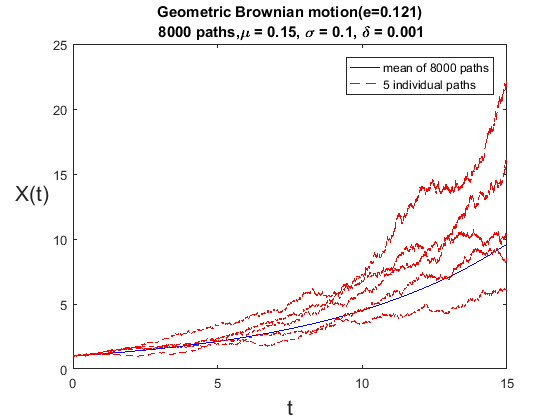 Geometric Brownian motion(e=0.121)
8000 paths,μ = 0.15, σ = 0.1, δ = 0.001
25
20
15
10
5
0
X(t)
mean of 8000 paths
5 individual paths
0
5
10
15
t